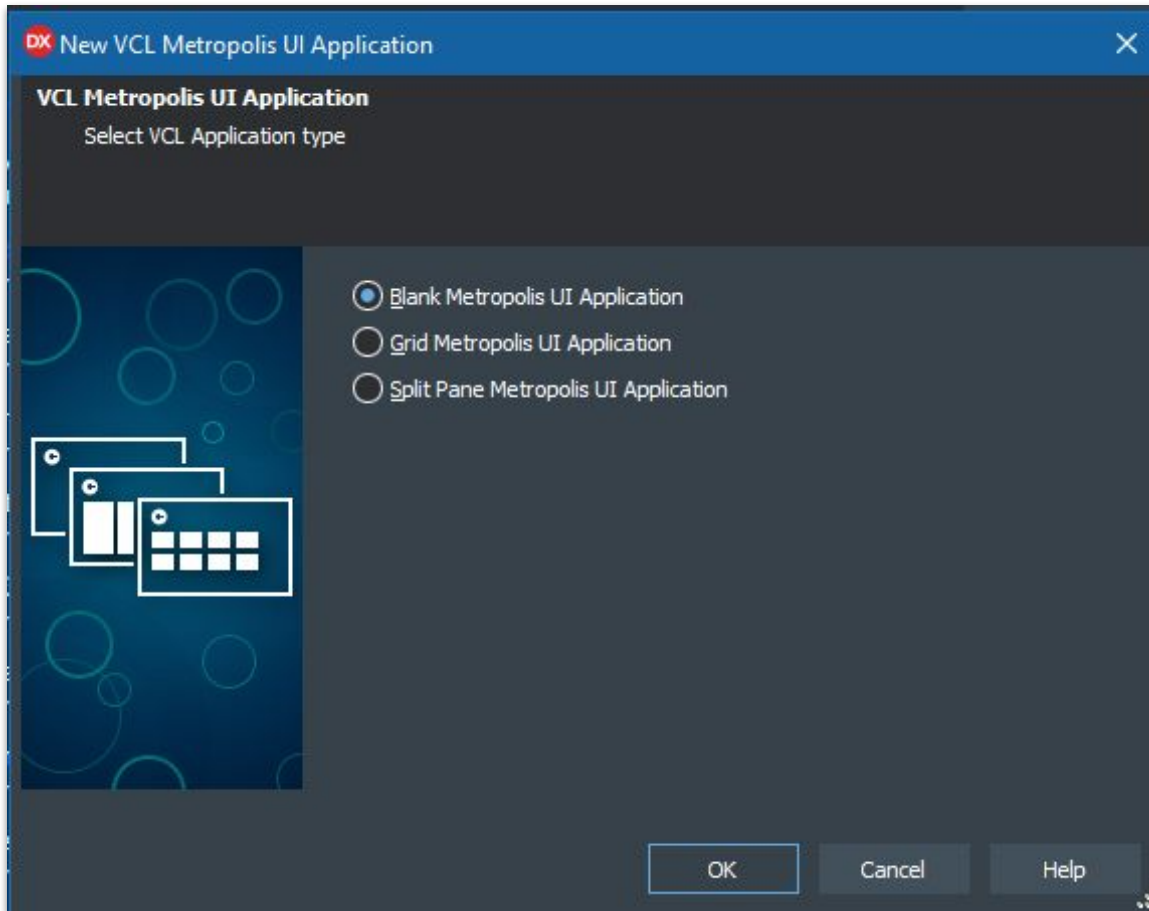 DX New VCL Metropolis UI Application
VCL Metropolis UI Application
Select VCL Application type
Blank Metropolis UI Application
Grid Metropolis UI Application
Split Pane Metropolis UI Application
OK Cancel Help